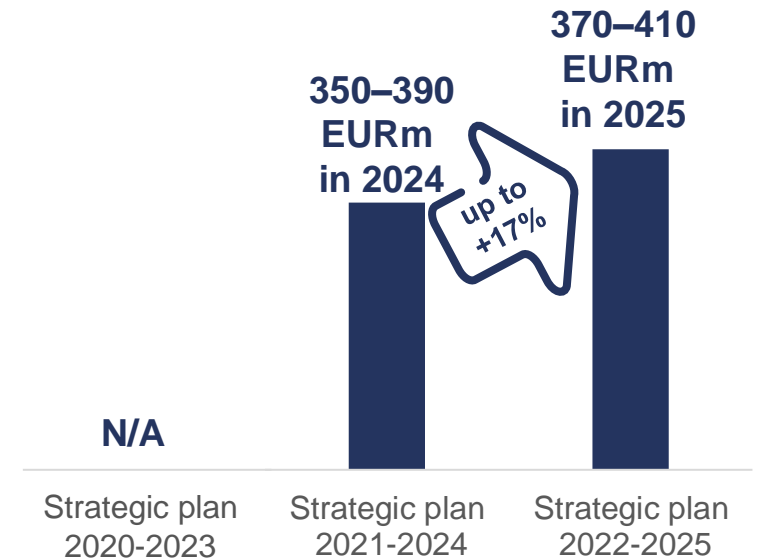 370–410
EURm
in 2025
350–390
EURm
in 2024
up to
+17%
N/A
Strategic plan
2020-2023
Strategic plan
2021-2024
Strategic plan
2022-2025